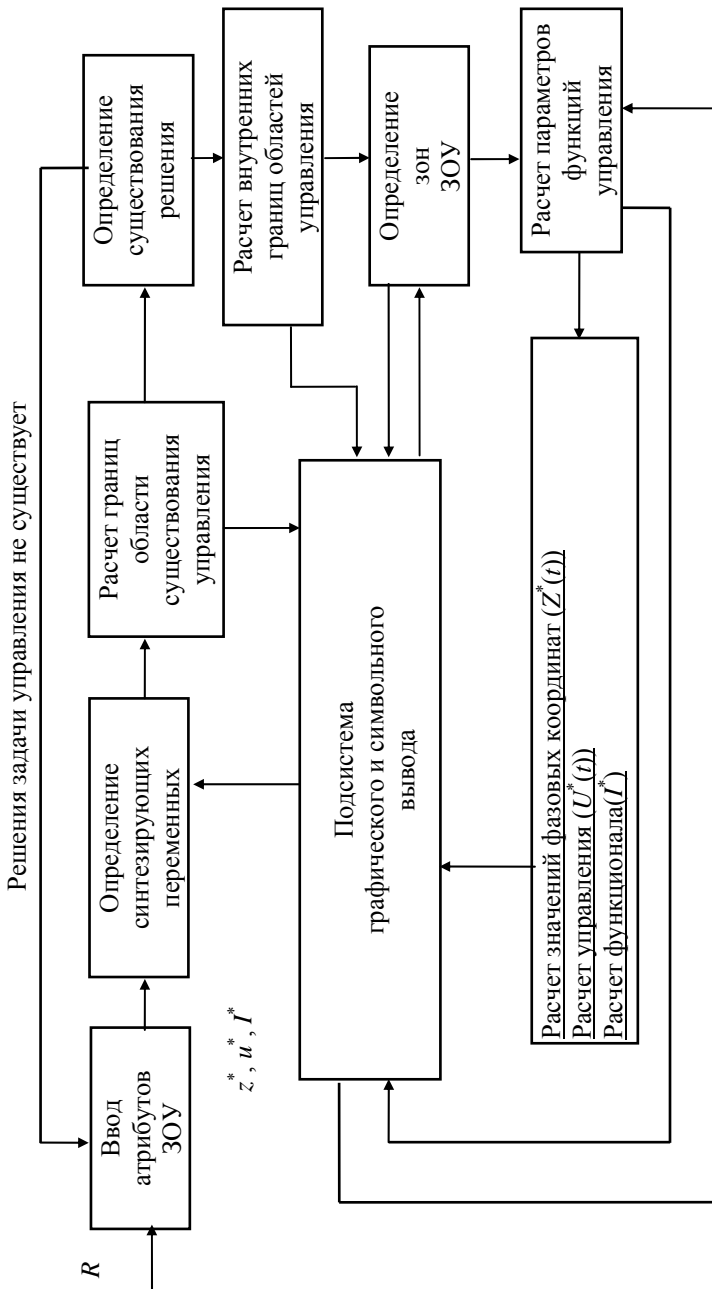 Решения задачи управления не существует
R
Ввод
атрибутов
ЗОУ
Определение
синтезирующих
переменных
Расчет границ
области
существования
управления
Определение
существования
решения
Расчет внутренних
границ областей
управления
z*, u*, I*
Подсистема
графического и символьного
вывода
Определение
зон
ЗОУ
Расчет значений фазовых координат (Z*(t))
Расчет управления (U*(t))
Расчет функционала(I*)
Расчет параметров
функций
управления